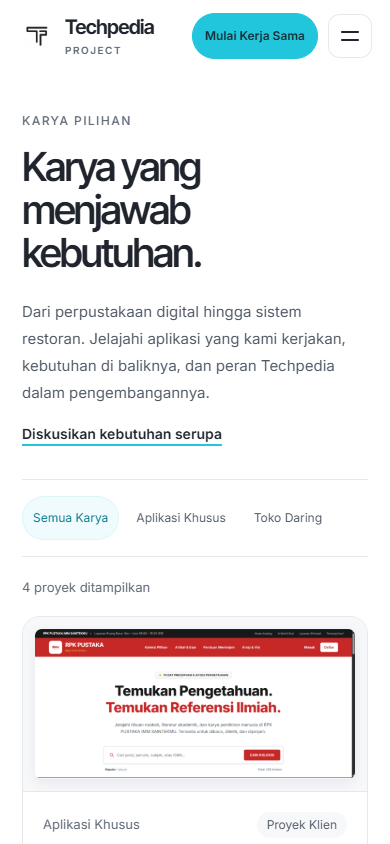 Techpedia
PROJECT
Mulai Kerja Sama
KARYA PILIHAN
Karya yang
menjawab
kebutuhan.
Dari perpustakaan digital hingga sistem
restoran. Jelajahi aplikasi yang kami kerjakan,
kebutuhan di baliknya, dan peran Techpedia
dalam pengembangannya.
Diskusikan kebutuhan serupa
Semua Karya
Aplikasi Khusus
Toko Daring
4 proyek ditampilkan
RPK PUSTAKA
Temukan Pengetahuan.
Temukan Referensi Ilmiah.
Aplikasi Khusus
Proyek Klien